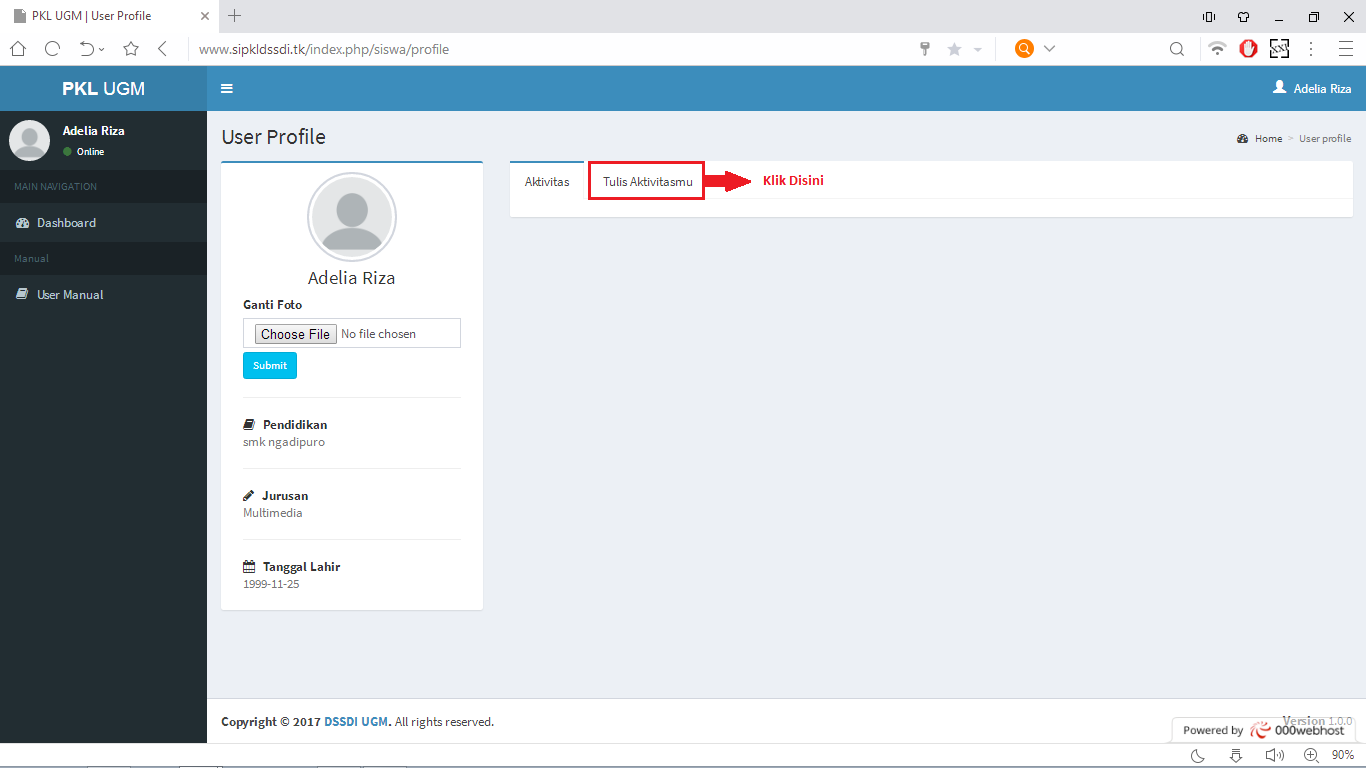 PKL UGM | User Profile
www.sipkldssdi.tk/index.php/siswa/profile
PKL UGM
Adelia Riza
Adelia Riza
Online
MAIN NAVIGATION
Dashboard
Manual
User Manual
User Profile
Home > User profile
Adelia Riza
Ganti Foto
Choose File No file chosen
Submit
Pendidikan
smk ngadipuro
Jurusan
Multimedia
Tanggal Lahir
1999-11-25
Aktivitas
Tulis Aktivitasmu
Klik Disini
Copyright © 2017 DSSDI UGM. All rights reserved.
Version 1.0.0
Powered by 000webhost
90%